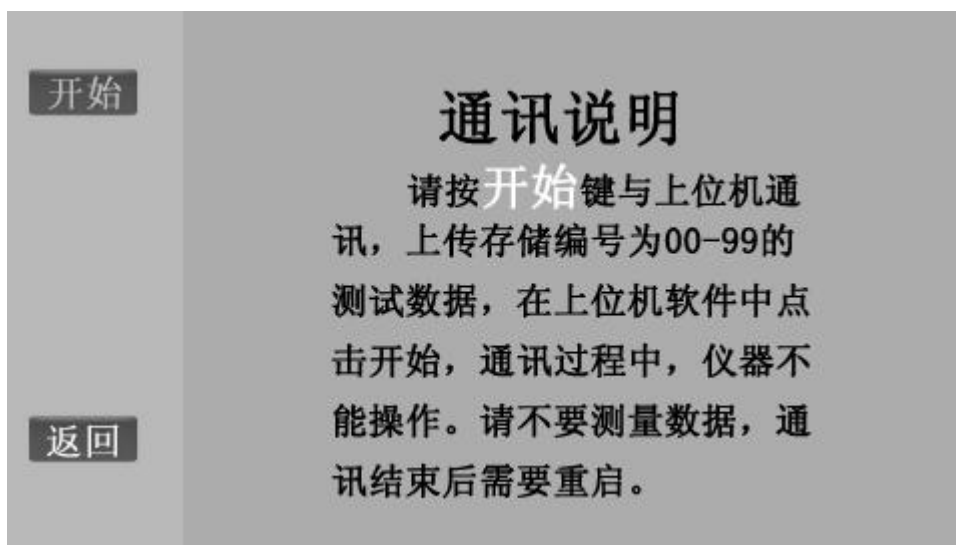 开始
通讯说明
请按开始键与上位机通
讯，上传存储编号为00-99的
测试数据，在上位机软件中点
击开始，通讯过程中，仪器不
能操作。请不要测量数据，通
讯结束后需要重启。
返回